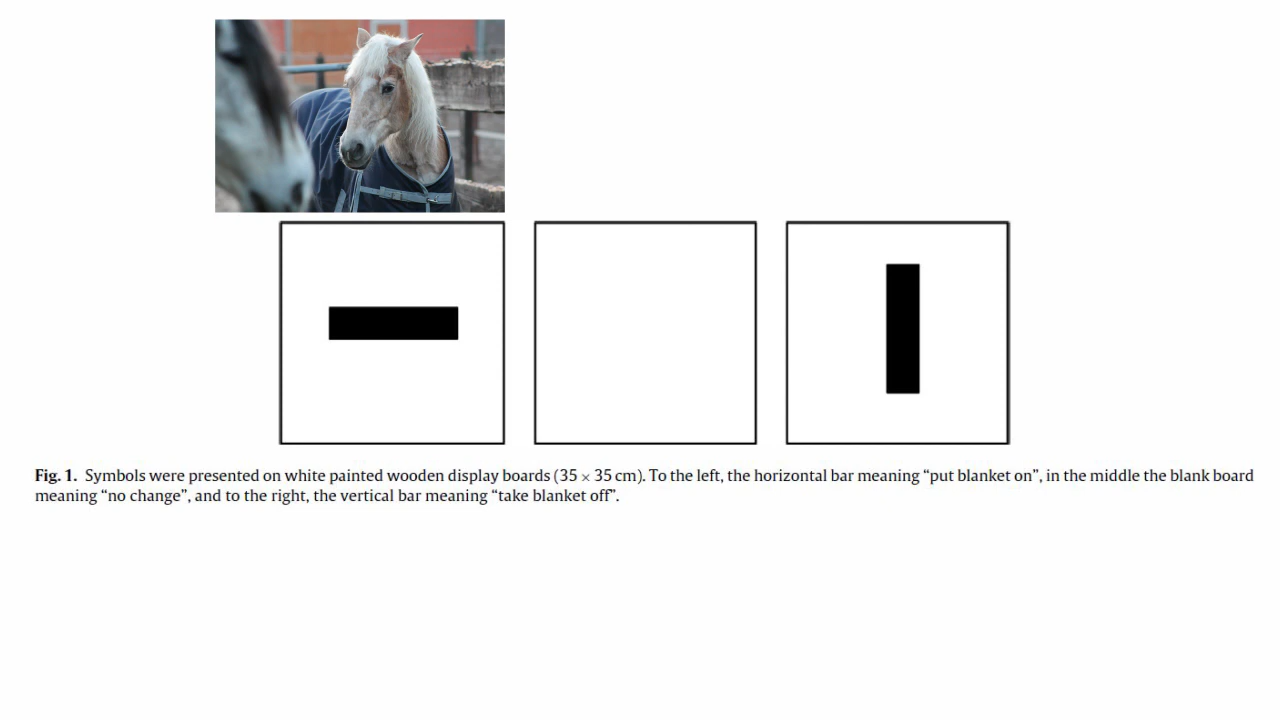 Fig. 1. Symbols were presented on white painted wooden display boards (35 × 35 cm). To the left, the horizontal bar meaning “put blanket on”, in the middle the blank board
meaning “no change”, and to the right, the vertical bar meaning “take blanket off”.